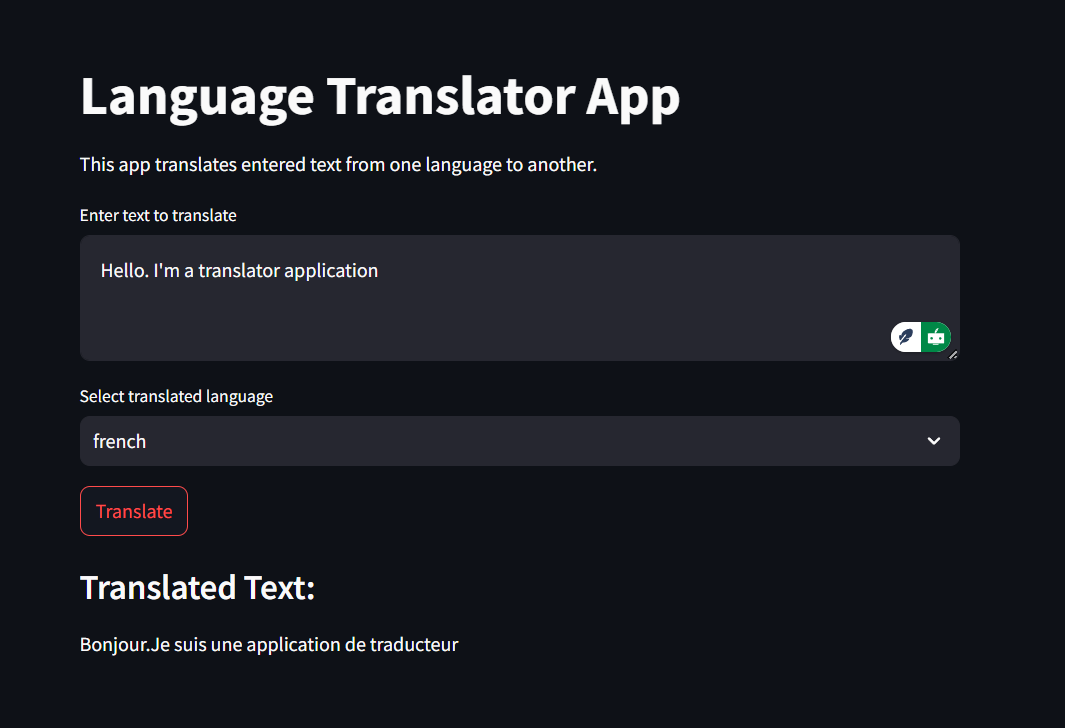 Language Translator App
This app translates entered text from one language to another.
Enter text to translate
Hello. I'm a translator application
Select translated language
french
Translate
Translated Text:
Bonjour.Je suis une application de traducteur